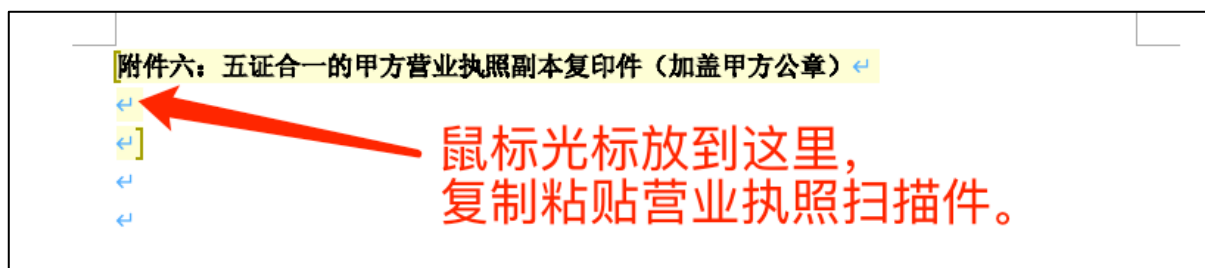 附件六：五证合一的甲方营业执照副本复印件（加盖甲方公章）
鼠标光标放到这里，
复制粘贴营业执照扫描件。